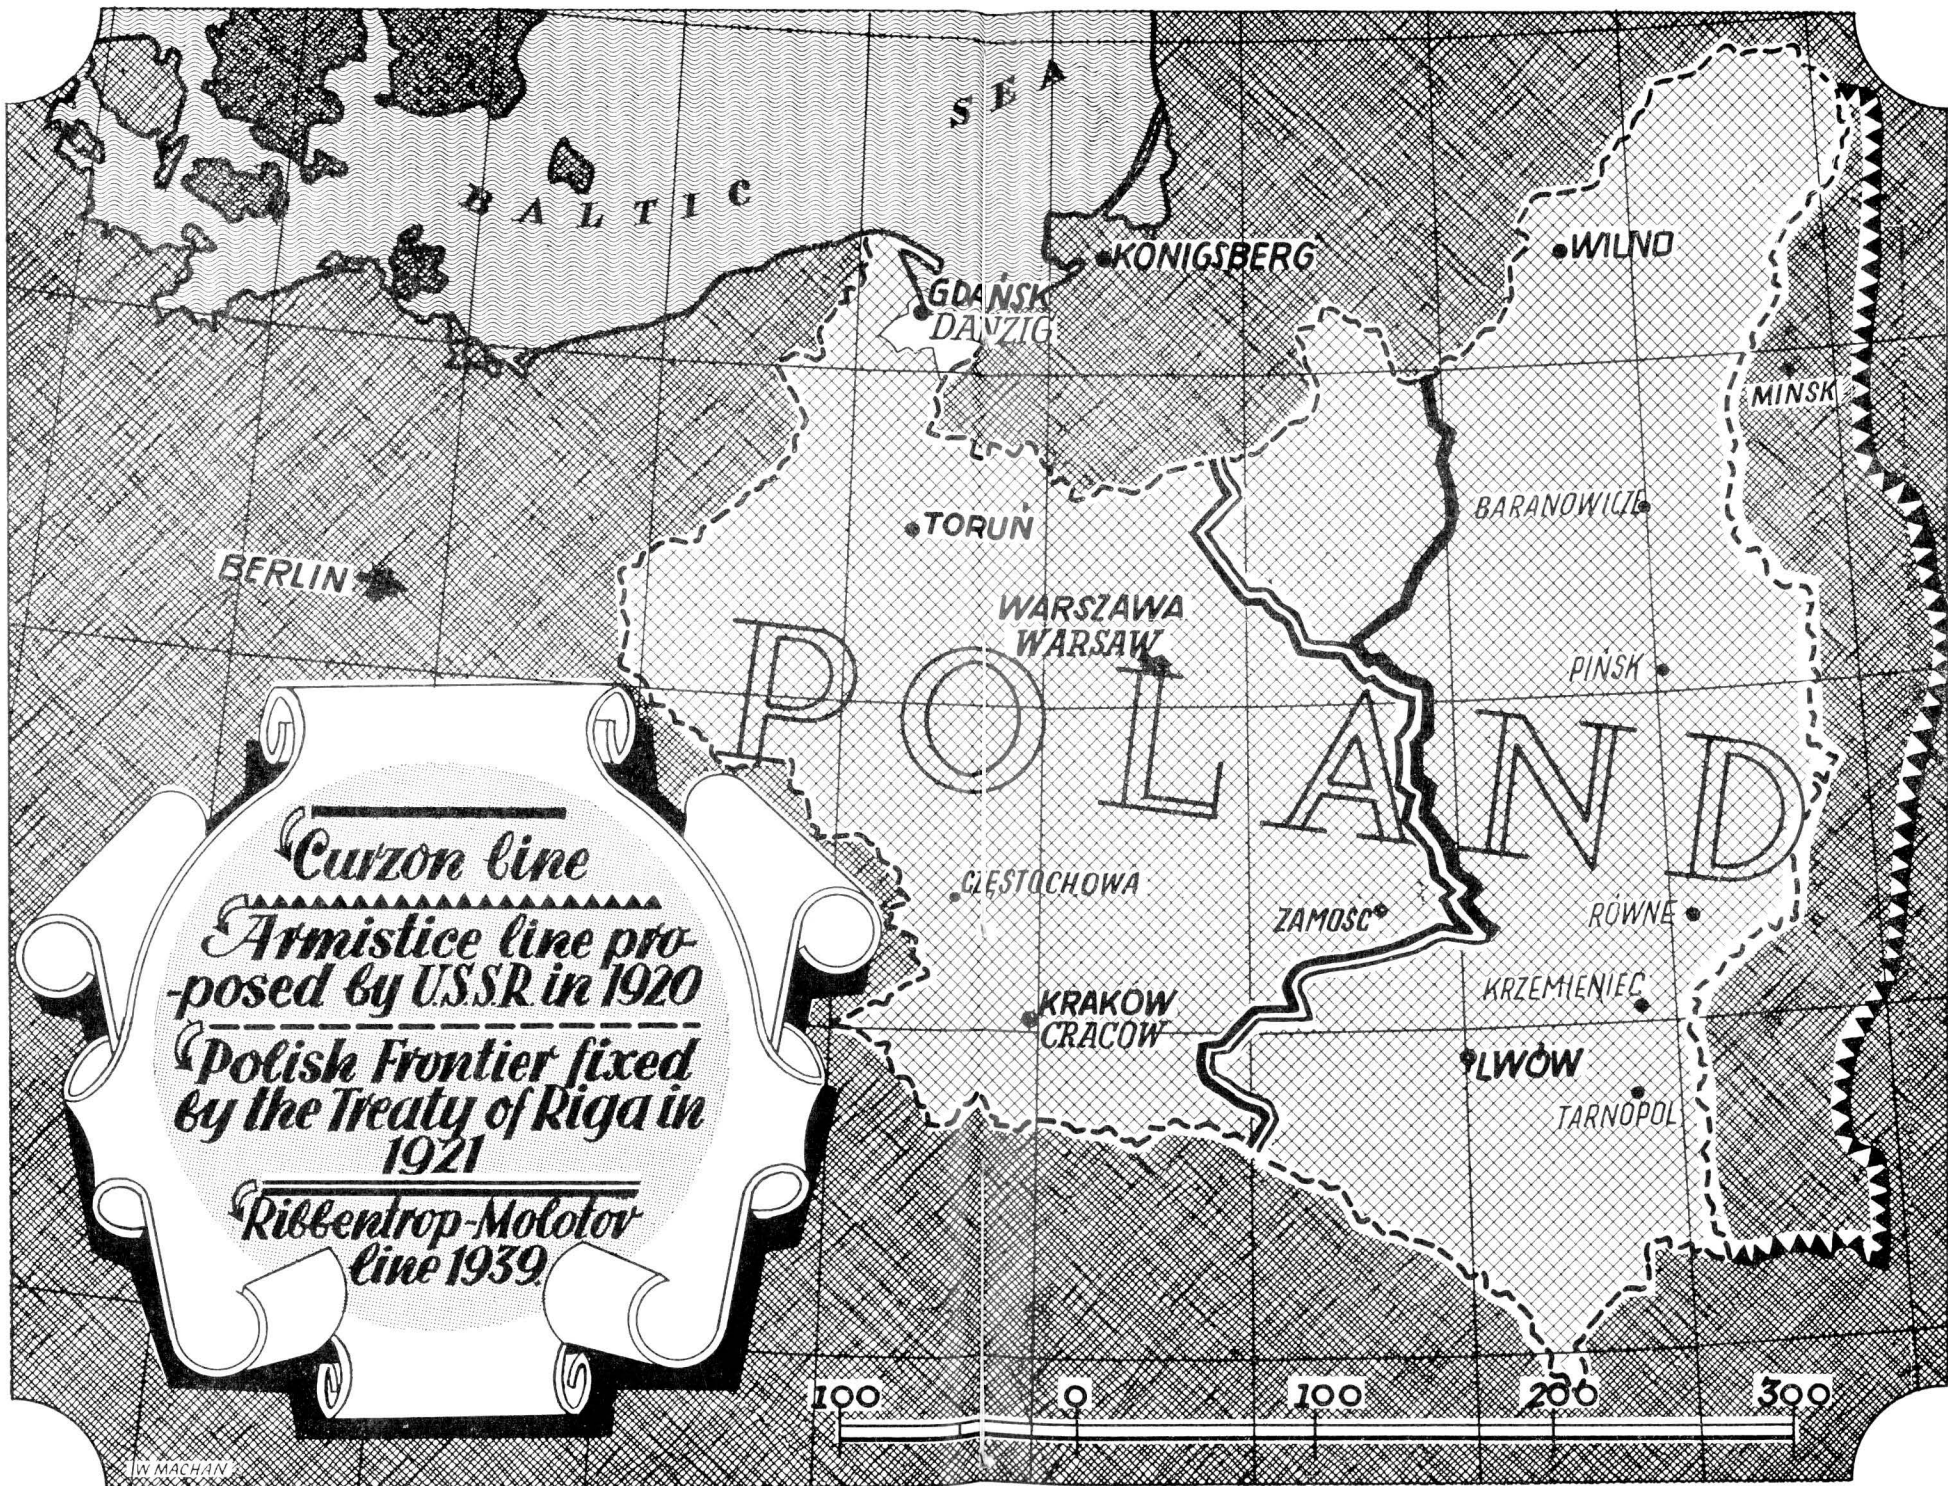 BALTIC SEA
KONIGSBERG
WILNO
GDAŃSK
DANZIG
MINSK
BARANOWICZE
TORUŃ
BERLIN
WARSZAWA
WARSAW
PIŃSK
POLAND
CZĘSTOCHOWA
ZAMOŚĆ
RÓWNE
KRZEMIENIEC
KRAKÓW
CRACOW
LWÓW
TARNOPOL
Curzon line
Armistice line pro-
-posed by U.S.S.R. in 1920
Polish Frontier fixed
by the Treaty of Riga in
1921
Ribbentrop-Molotov
line 1939.
100 0 100 200 300
W MACHAN